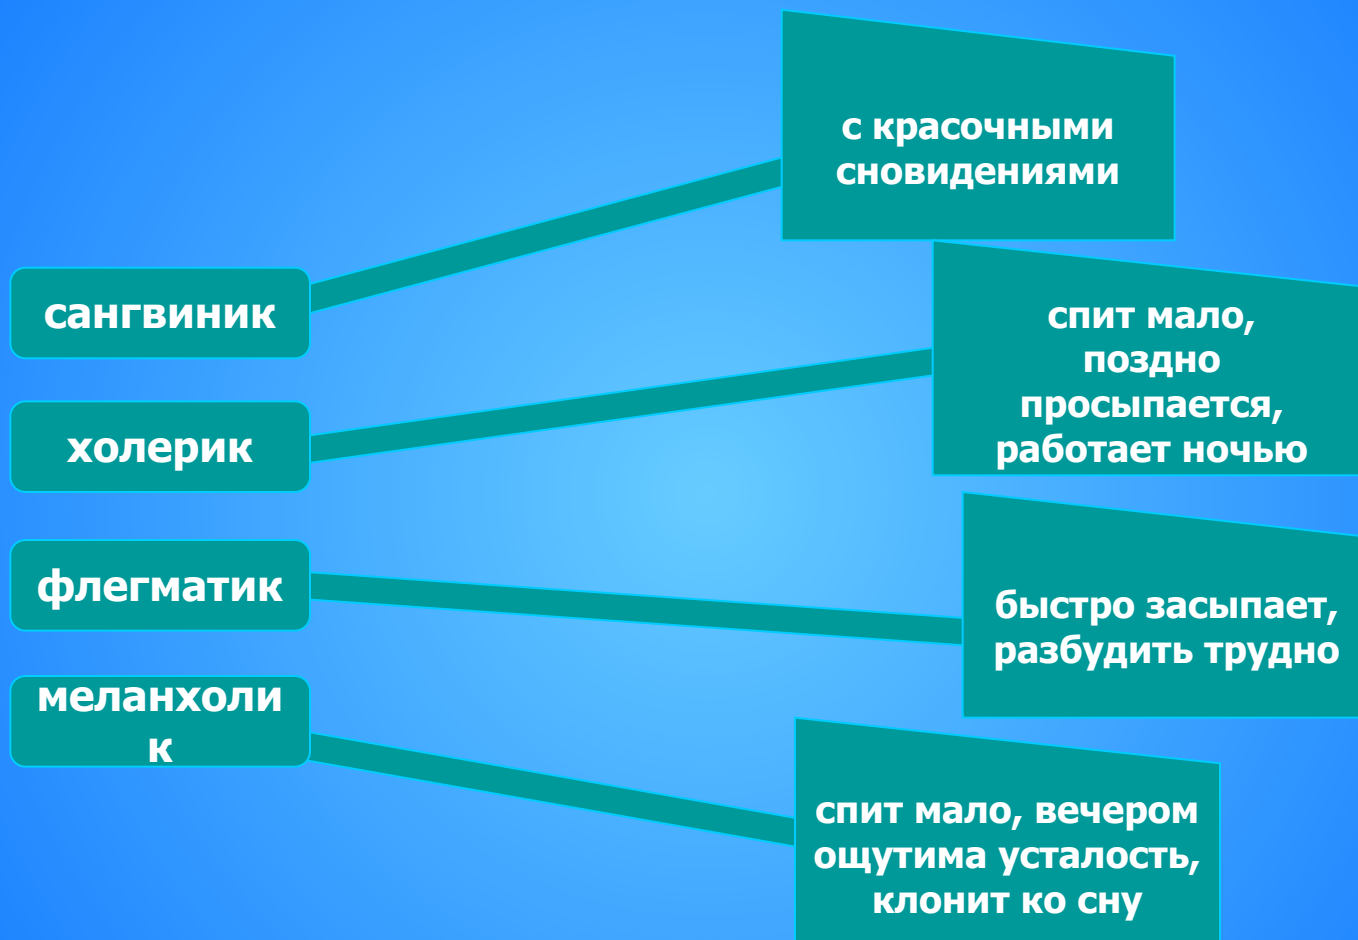 с красочными
сновидениями
сангвиник
спит мало,
поздно
просыпается,
работает ночью
холерик
флегматик
быстро засыпает,
разбудить трудно
меланхоли
к
спит мало, вечером
ощутима усталость,
клонит ко сну